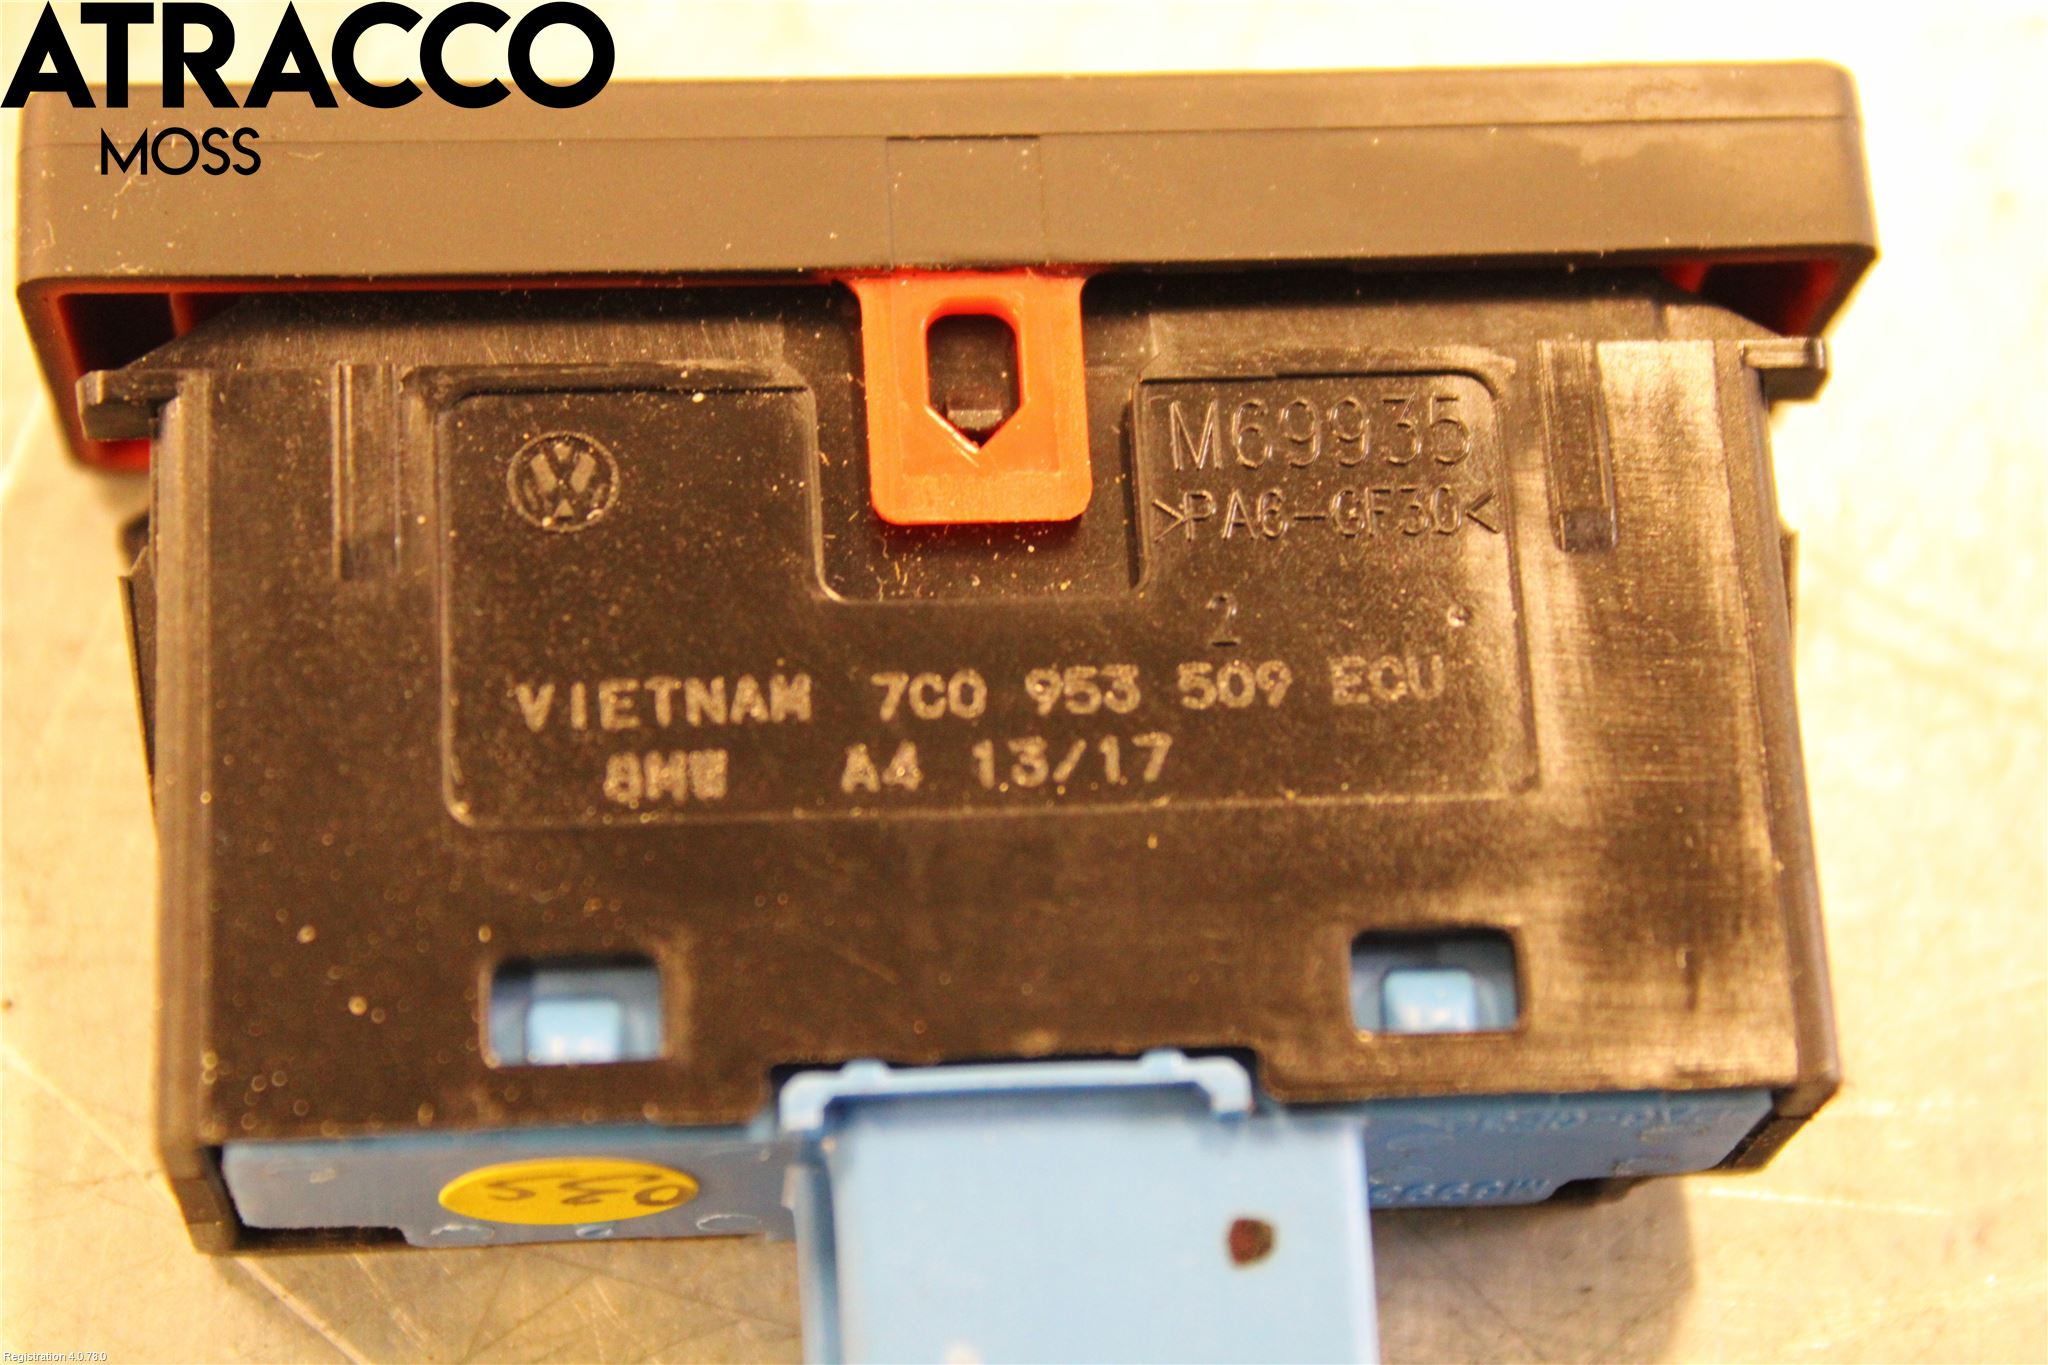 ATRACCO
MOSS
M69935
>PA6-GF30<
2
VIETNAM 7C0 953 509 ECU
8MW A4 13/17
039
Registration 4.0.78.0